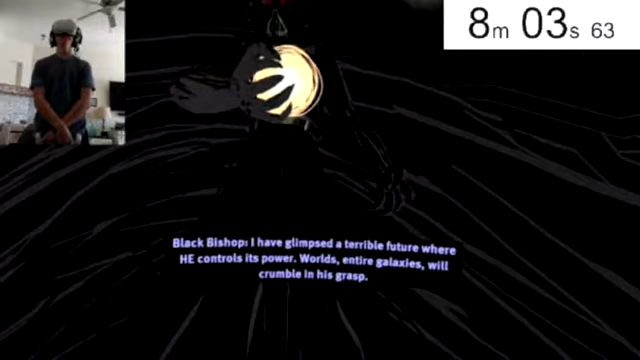 8m 03s 63
Black Bishop: I have glimpsed a terrible future where
HE controls its power. Worlds, entire galaxies, will
crumble in his grasp.